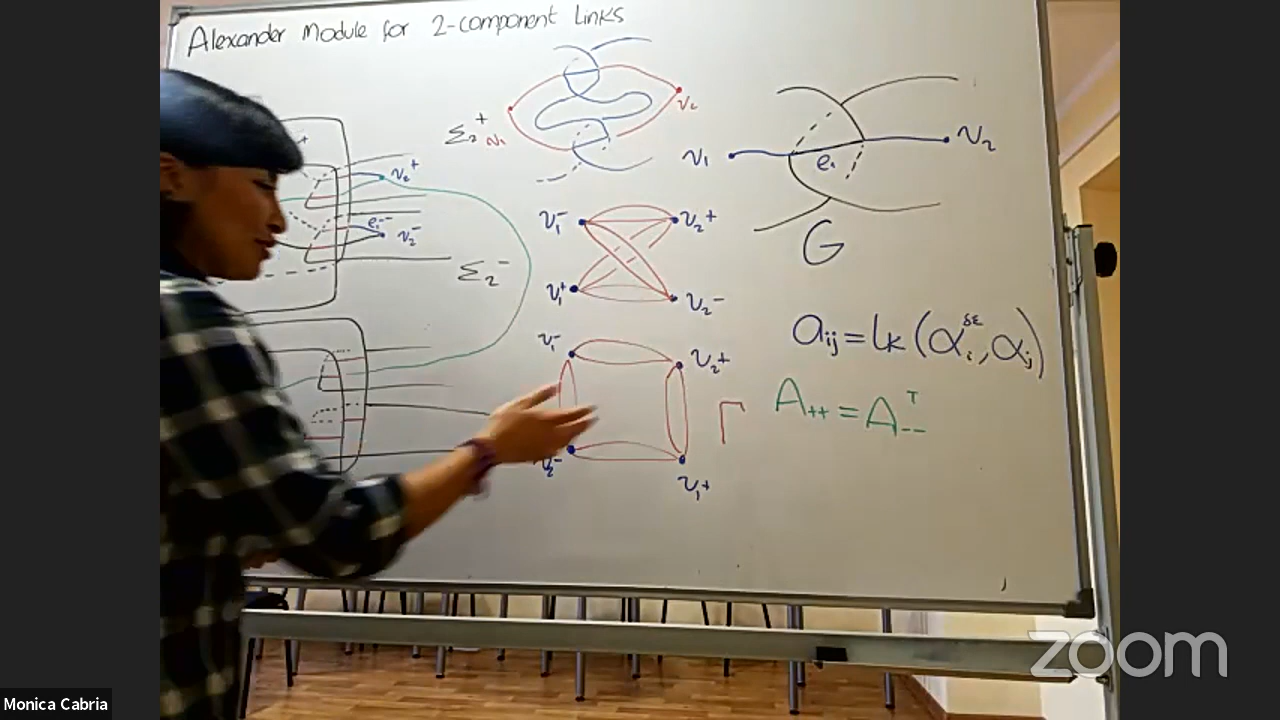 Alexander Module for 2-component Links
Σ₂⁺
v₁
v₂
v₁
e₁
v₂
G
v₂⁺
e₁⁻
v₂⁻
Σ₂⁻
v₁⁻
v₂⁺
v₁⁺
v₂⁻
v₁⁻
v₂⁺
v₂⁻
v₁⁺
Γ
aᵢⱼ = lk (αᵢ^δε, αⱼ)
A₊₊ = A₋₋ᵀ
zoom
Monica Cabria